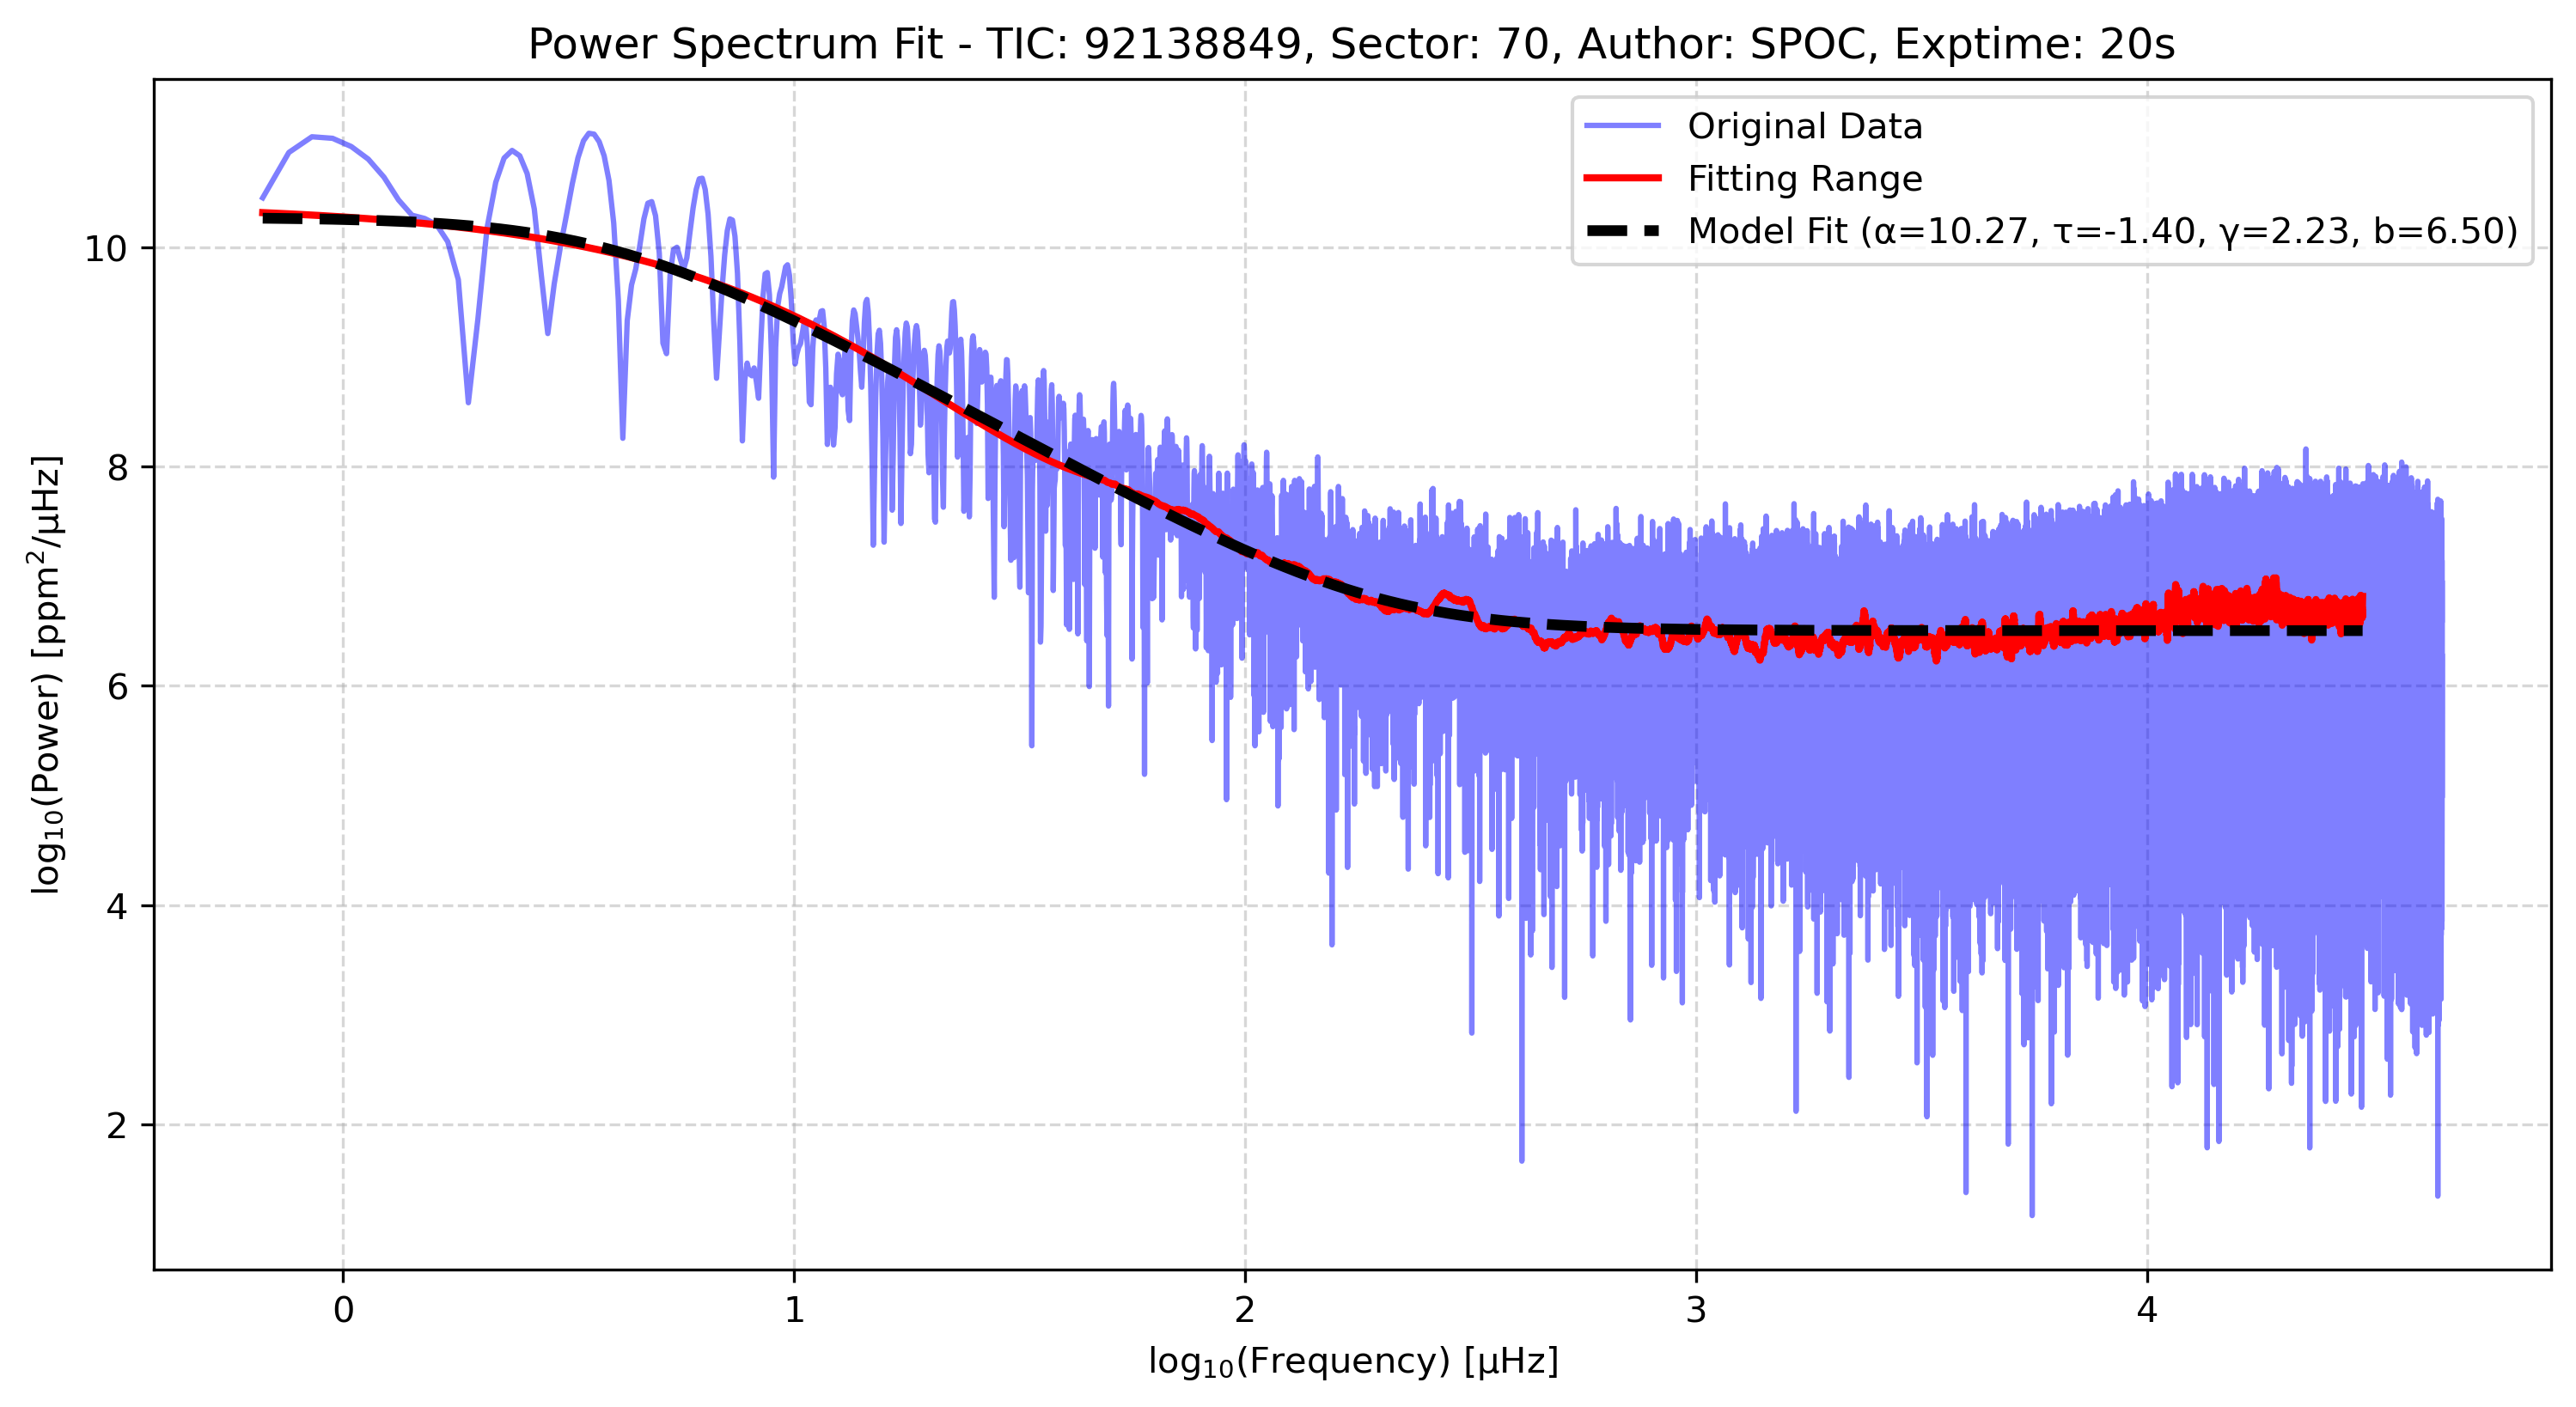 Power Spectrum Fit - TIC: 92138849, Sector: 70, Author: SPOC, Exptime: 20s
Original Data
Fitting Range
Model Fit (α=10.27, τ=-1.40, γ=2.23, b=6.50)
log₁₀(Power) [ppm²/μHz]
10
8
6
4
2
0 1 2 3 4
log₁₀(Frequency) [μHz]